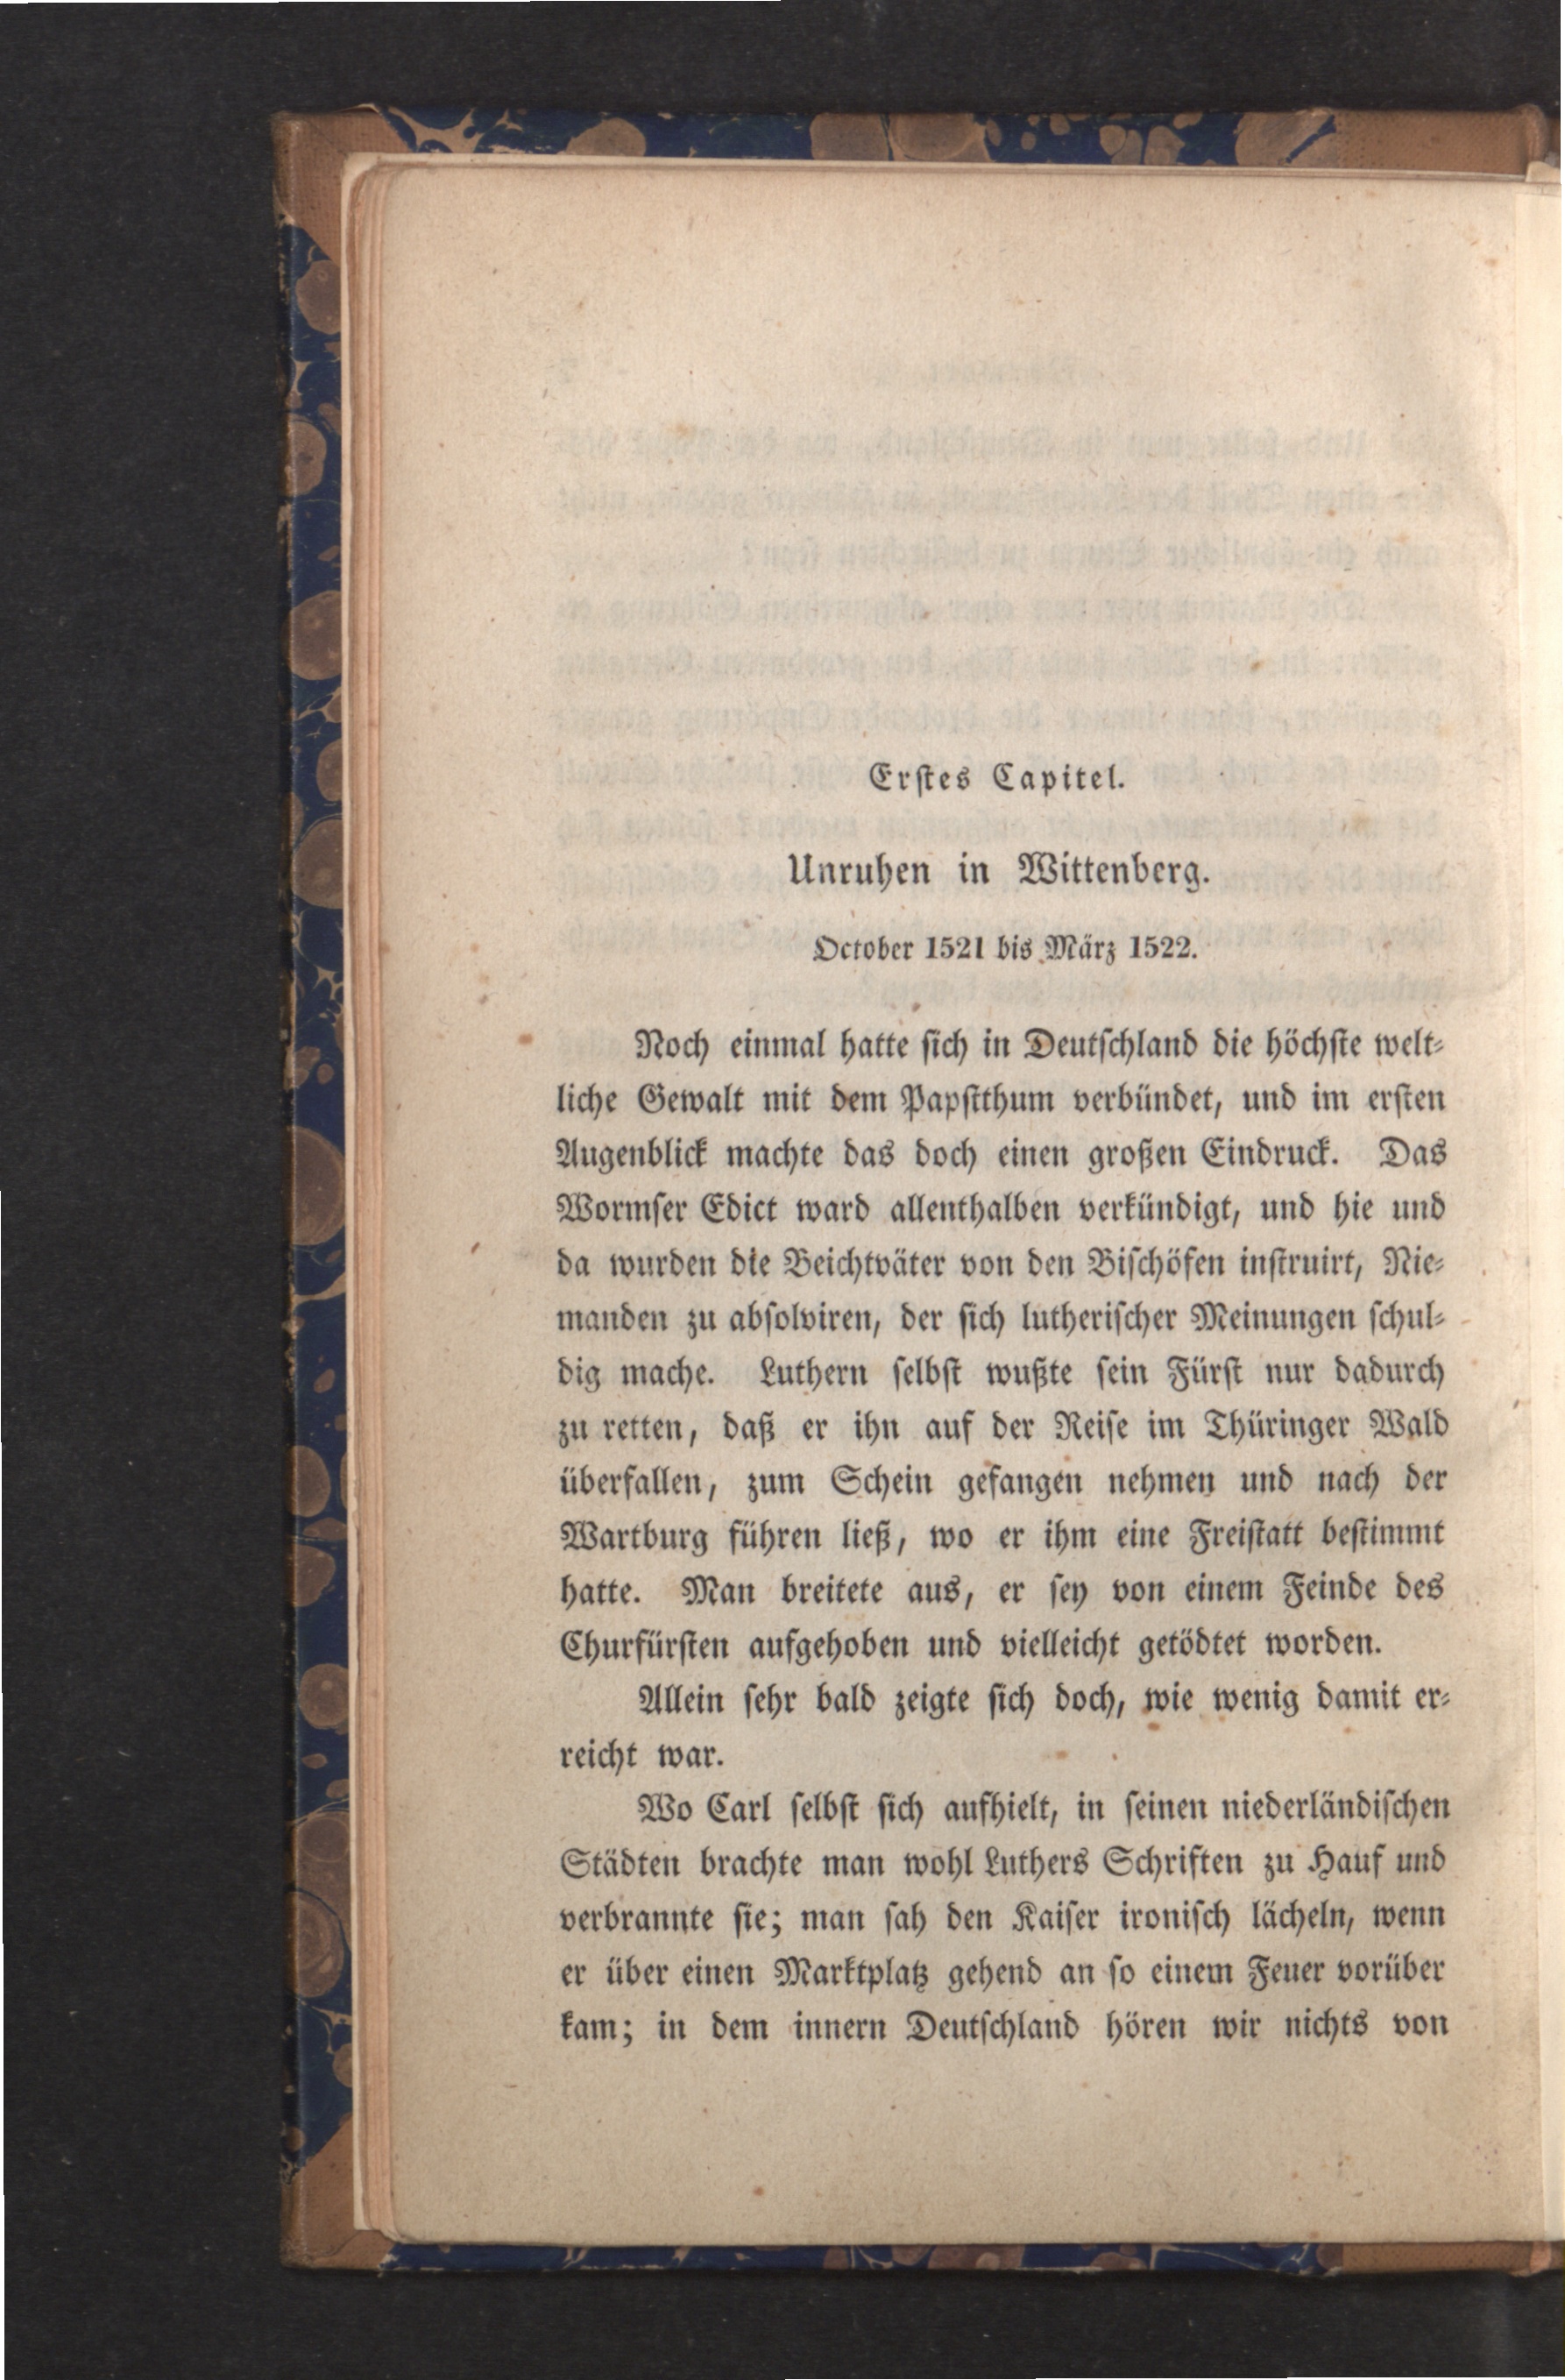 Erstes Capitel.
Unruhen in Wittenberg.
October 1521 bis März 1522.
Noch einmal hatte sich in Deutschland die höchste welt-
liche Gewalt mit dem Papstthum verbündet, und im ersten
Augenblick machte das doch einen großen Eindruck. Das
Wormser Edict ward allenthalben verkündigt, und hie und
da wurden die Beichtväter von den Bischöfen instruirt, Nie-
manden zu absolviren, der sich lutherischer Meinungen schul-
dig mache. Luthern selbst wußte sein Fürst nur dadurch
zu retten, daß er ihn auf der Reise im Thüringer Wald
überfallen, zum Schein gefangen nehmen und nach der
Wartburg führen ließ, wo er ihm eine Freistatt bestimmt
hatte. Man breitete aus, er sey von einem Feinde des
Churfürsten aufgehoben und vielleicht getödtet worden.
Allein sehr bald zeigte sich doch, wie wenig damit er-
reicht war.
Wo Carl selbst sich aufhielt, in seinen niederländischen
Städten brachte man wohl Luthers Schriften zu Hauf und
verbrannte sie; man sah den Kaiser ironisch lächeln, wenn
er über einen Marktplatz gehend an so einem Feuer vorüber
kam; in dem innern Deutschland hören wir nichts von